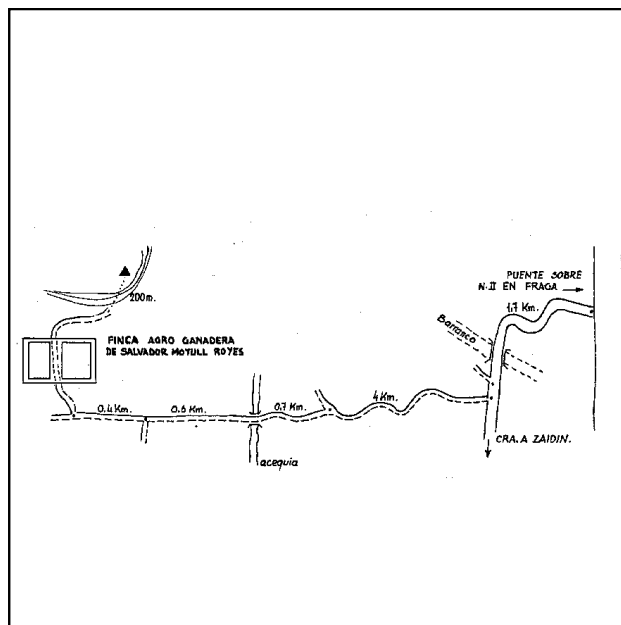 PUENTE SOBRE
N.II EN FRAGA
1.7 Km.
Barranco
200m.
FINCA AGRO GANADERA
DE SALVADOR MOTULL ROYES
0.4 Km.
0.6 Km.
0.7 Km.
4 Km.
CRA. A ZAIDIN.
acequia